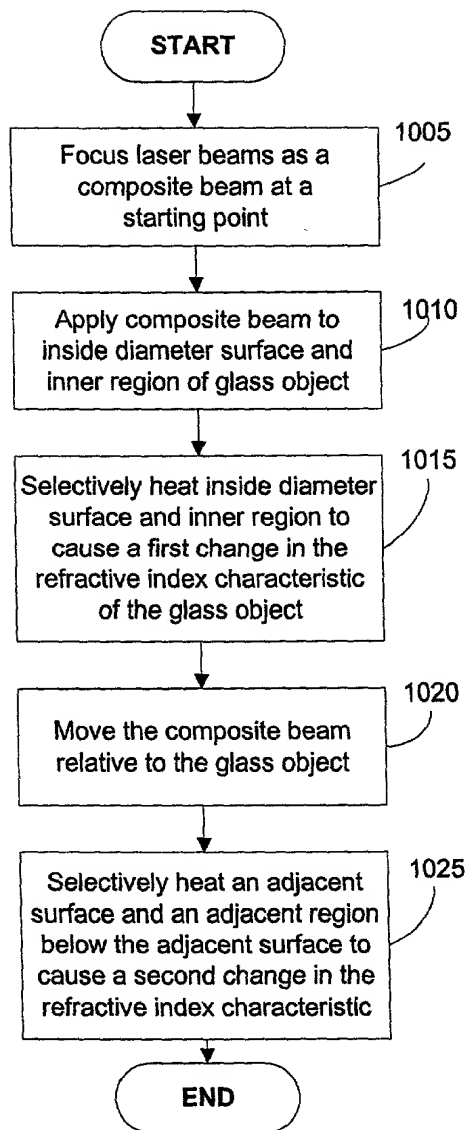 START
Focus laser beams as a
composite beam at a
starting point
1005
Apply composite beam to
inside diameter surface and
inner region of glass object
1010
Selectively heat inside diameter
surface and inner region to
cause a first change in the
refractive index characteristic
of the glass object
1015
Move the composite beam
relative to the glass object
1020
Selectively heat an adjacent
surface and an adjacent region
below the adjacent surface to
cause a second change in the
refractive index characteristic
1025
END